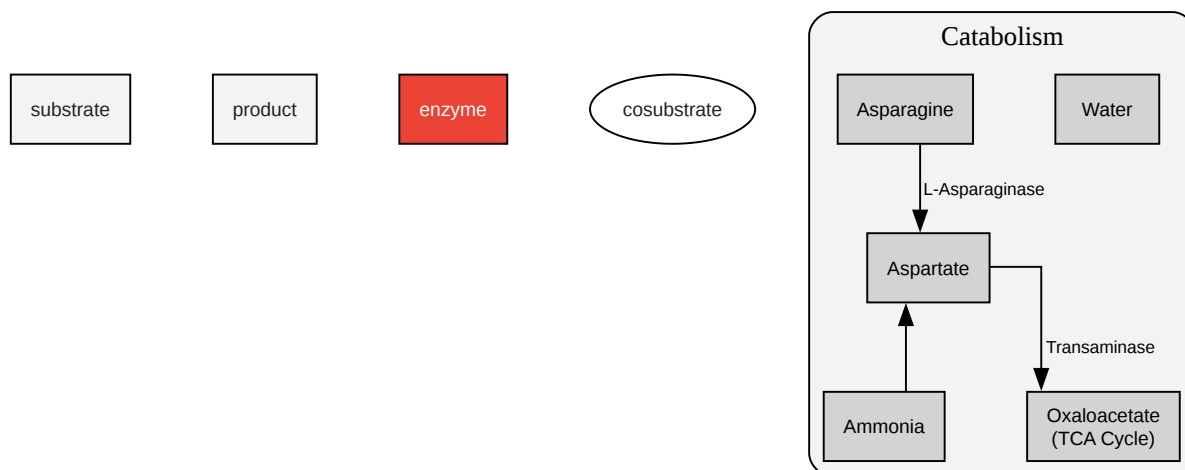 Catabolism
substrate
product
enzyme
cosubstrate
Asparagine
Water
L-Asparaginase
Aspartate
Transaminase
Ammonia
Oxaloacetate
(TCA Cycle)